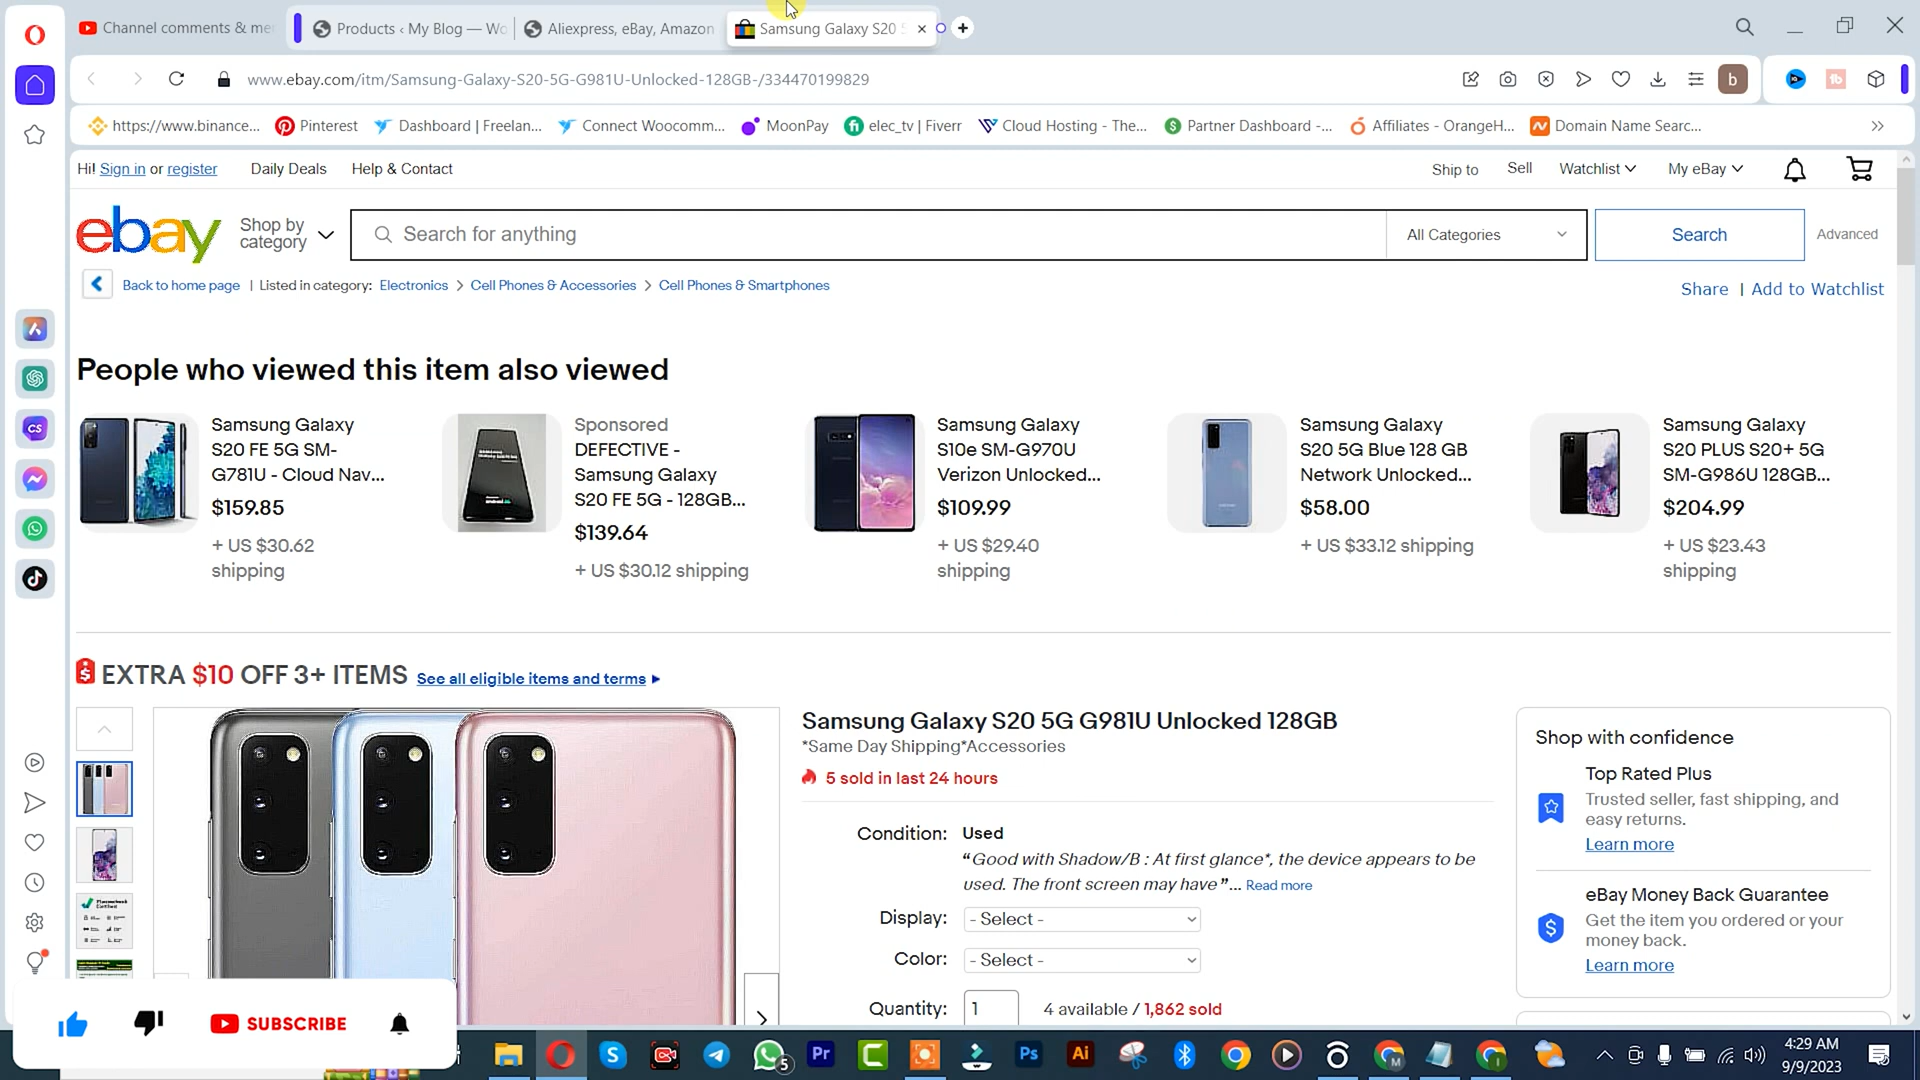 Channel comments & me
Products ‹ My Blog — Wo
Aliexpress, eBay, Amazon
Samsung Galaxy S20 5
www.ebay.com/itm/Samsung-Galaxy-S20-5G-G981U-Unlocked-128GB-/334470199829
b
https://www.binance...
Pinterest
Dashboard | Freelan...
Connect Woocomm...
MoonPay
elec_tv | Fiverr
Cloud Hosting - The...
Partner Dashboard -...
Affiliates - OrangeH...
Domain Name Searc...
Hi! Sign in or register
Daily Deals
Help & Contact
Ship to
Sell
Watchlist
My eBay
ebay
Shop by
category
Search for anything
All Categories
Search
Advanced
Back to home page | Listed in category: Electronics > Cell Phones & Accessories > Cell Phones & Smartphones
Share | Add to Watchlist
People who viewed this item also viewed
Samsung Galaxy
S20 FE 5G SM-
G781U - Cloud Nav...
$159.85
+ US $30.62
shipping
Sponsored
DEFECTIVE -
Samsung Galaxy
S20 FE 5G - 128GB...
$139.64
+ US $30.12 shipping
Samsung Galaxy
S10e SM-G970U
Verizon Unlocked...
$109.99
+ US $29.40
shipping
Samsung Galaxy
S20 5G Blue 128 GB
Network Unlocked...
$58.00
+ US $33.12 shipping
Samsung Galaxy
S20 PLUS S20+ 5G
SM-G986U 128GB...
$204.99
+ US $23.43
shipping
EXTRA $10 OFF 3+ ITEMS See all eligible items and terms
Samsung Galaxy S20 5G G981U Unlocked 128GB
*Same Day Shipping*Accessories
5 sold in last 24 hours
Condition: Used
“Good with Shadow/B : At first glance*, the device appears to be
used. The front screen may have”... Read more
Display: - Select -
Color: - Select -
Quantity: 1 4 available / 1,862 sold
Shop with confidence
Top Rated Plus
Trusted seller, fast shipping, and
easy returns.
Learn more
eBay Money Back Guarantee
Get the item you ordered or your
money back.
Learn more
SUBSCRIBE
CS
5
Pr
Ps
Ai
4:29 AM
9/9/2023